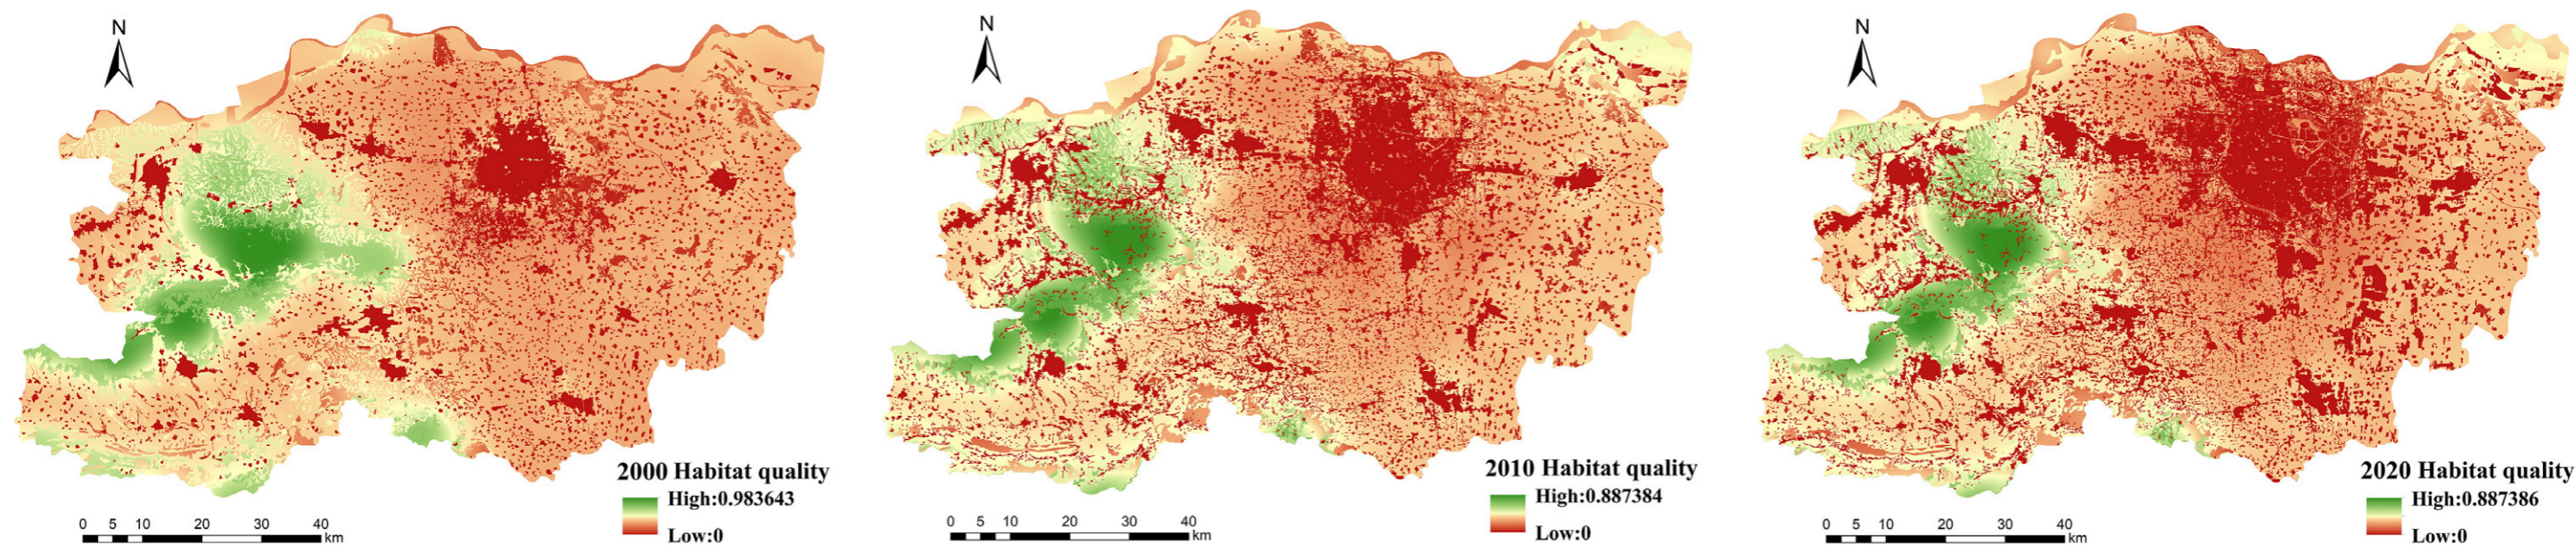 N
2000 Habitat quality
High:0.983643
Low:0
0 5 10 20 30 40
km
N
2010 Habitat quality
High:0.887384
Low:0
0 5 10 20 30 40
km
N
2020 Habitat quality
High:0.887386
Low:0
0 5 10 20 30 40
km